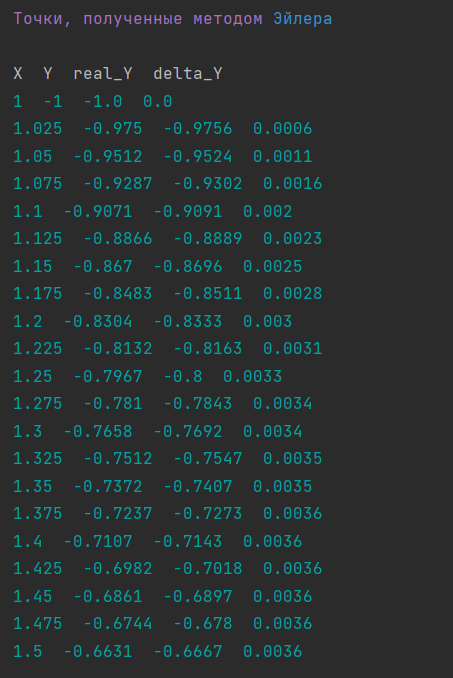 Точки, полученные методом Эйлера
X  Y  real_Y  delta_Y
1  -1  -1.0  0.0
1.025  -0.975  -0.9756  0.0006
1.05  -0.9512  -0.9524  0.0011
1.075  -0.9287  -0.9302  0.0016
1.1  -0.9071  -0.9091  0.002
1.125  -0.8866  -0.8889  0.0023
1.15  -0.867  -0.8696  0.0025
1.175  -0.8483  -0.8511  0.0028
1.2  -0.8304  -0.8333  0.003
1.225  -0.8132  -0.8163  0.0031
1.25  -0.7967  -0.8  0.0033
1.275  -0.781  -0.7843  0.0034
1.3  -0.7658  -0.7692  0.0034
1.325  -0.7512  -0.7547  0.0035
1.35  -0.7372  -0.7407  0.0035
1.375  -0.7237  -0.7273  0.0036
1.4  -0.7107  -0.7143  0.0036
1.425  -0.6982  -0.7018  0.0036
1.45  -0.6861  -0.6897  0.0036
1.475  -0.6744  -0.678  0.0036
1.5  -0.6631  -0.6667  0.0036